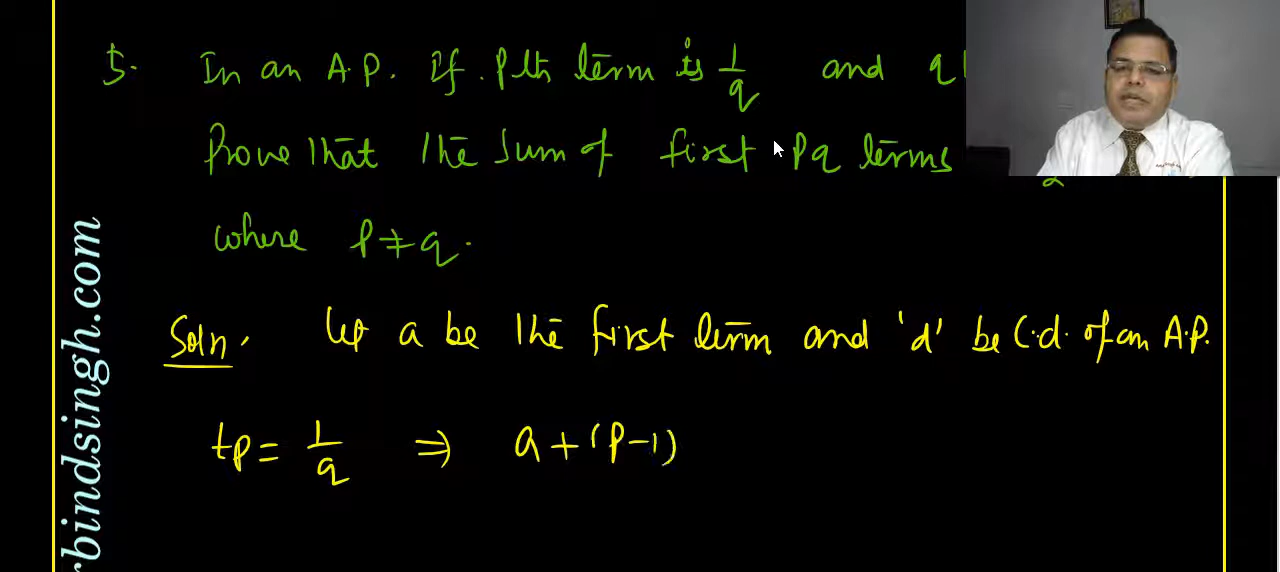 5. In an A.P. if pth term is 1/q and q
Prove that the sum of first pq terms
where p ≠ q.
Soln. Let a be the first term and 'd' be C.d. of an A.P.
tp = 1/q ⇒ a + (p-1)
rbindsingh.com